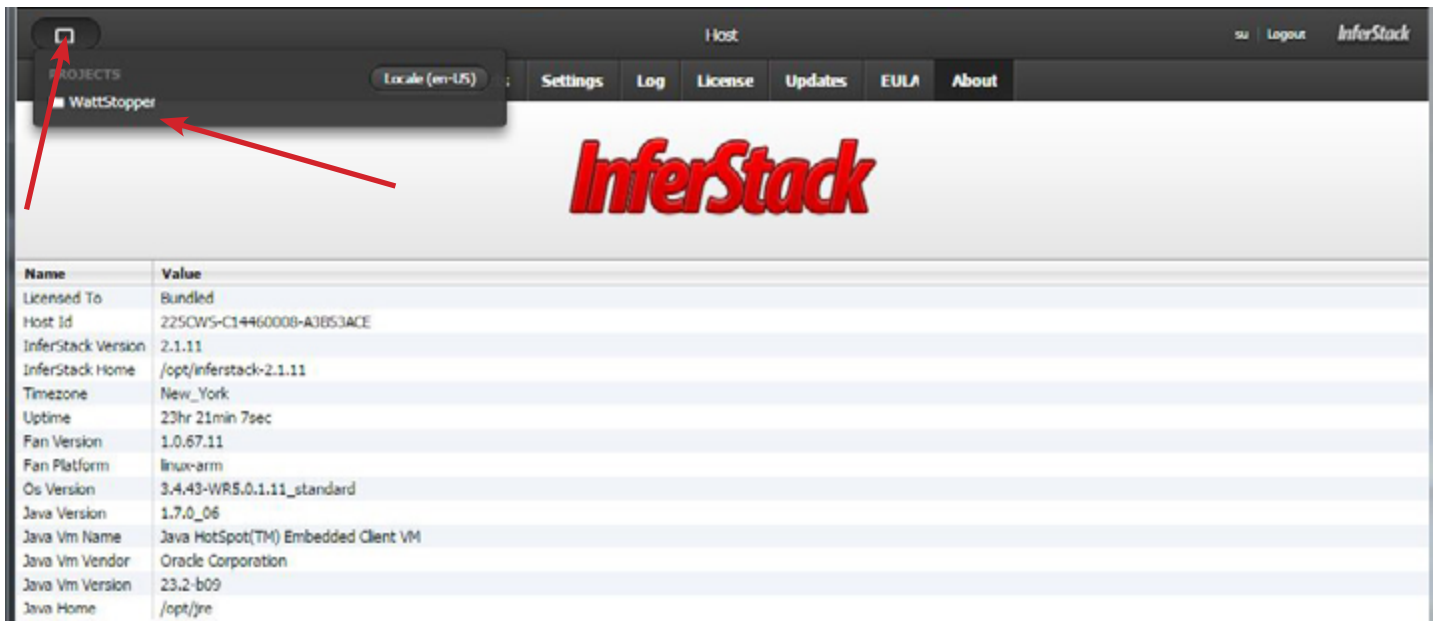 Host
su Logout InferStack
PROJECTS Locale (en-US)
WattStopper
Settings Log License Updates EULA About
InferStack
Name Value
Licensed To Bundled
Host Id 225CWS-C14460008-A3B53ACE
InferStack Version 2.1.11
InferStack Home /opt/inferstack-2.1.11
Timezone New_York
Uptime 23hr 21min 7sec
Fan Version 1.0.67.11
Fan Platform linux-arm
Os Version 3.4.43-WR5.0.1.11_standard
Java Version 1.7.0_06
Java Vm Name Java HotSpot(TM) Embedded Client VM
Java Vm Vendor Oracle Corporation
Java Vm Version 23.2-b09
Java Home /opt/jre